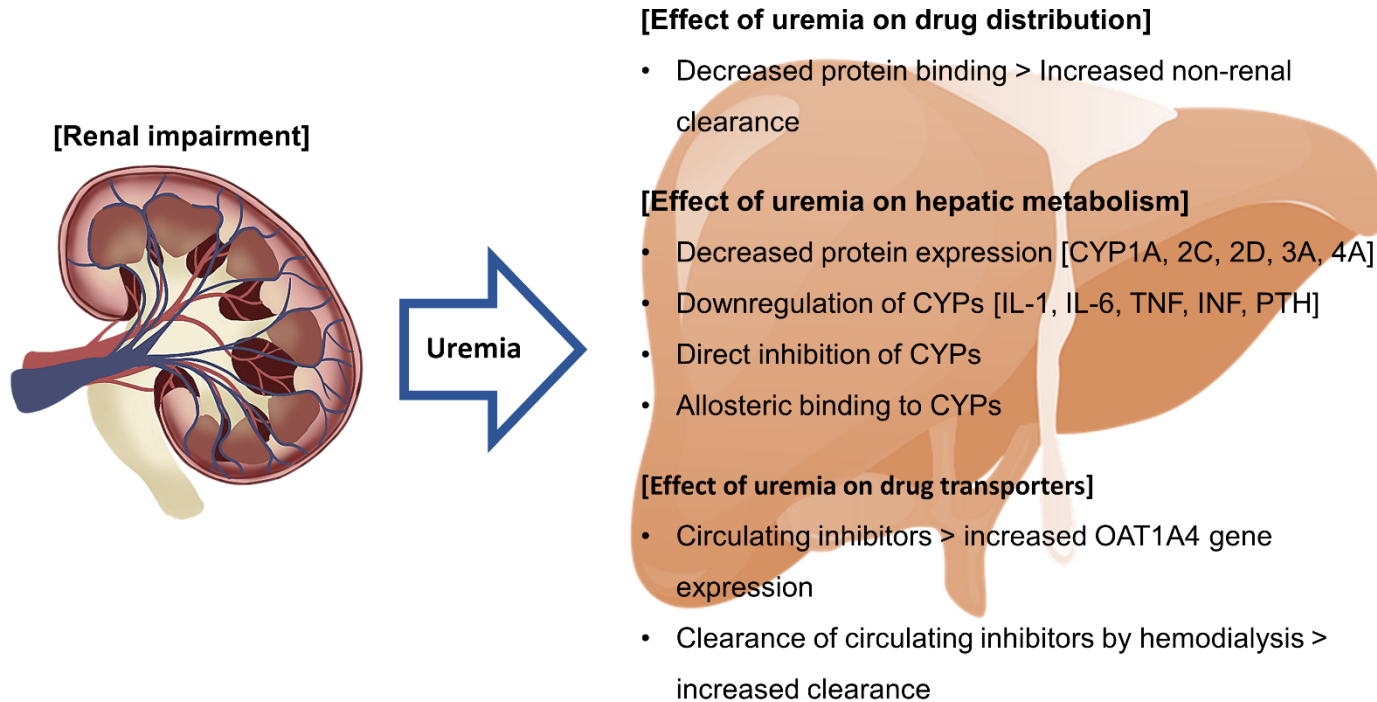 [Renal impairment]
Uremia
[Effect of uremia on drug distribution]
• Decreased protein binding > Increased non-renal
clearance
[Effect of uremia on hepatic metabolism]
• Decreased protein expression [CYP1A, 2C, 2D, 3A, 4A]
• Downregulation of CYPs [IL-1, IL-6, TNF, INF, PTH]
• Direct inhibition of CYPs
• Allosteric binding to CYPs
[Effect of uremia on drug transporters]
• Circulating inhibitors > increased OAT1A4 gene
expression
• Clearance of circulating inhibitors by hemodialysis >
increased clearance